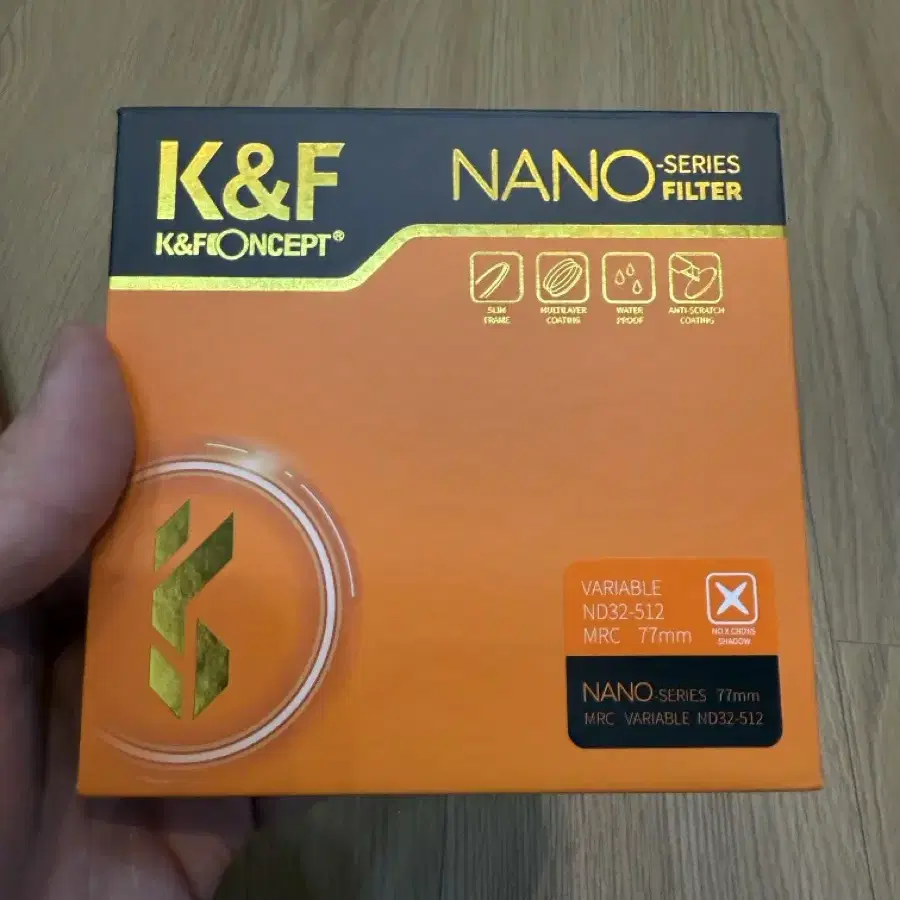 K&F
K&FCONCEPT®
NANO-SERIES
FILTER
SLIM
FRAME
MULTILAYER
COATING
WATER
PROOF
ANTI-SCRATCH
COATING
VARIABLE
ND32-512
MRC 77mm
NO X CROSS
SHADOW
NANO-SERIES 77mm
MRC VARIABLE ND32-512